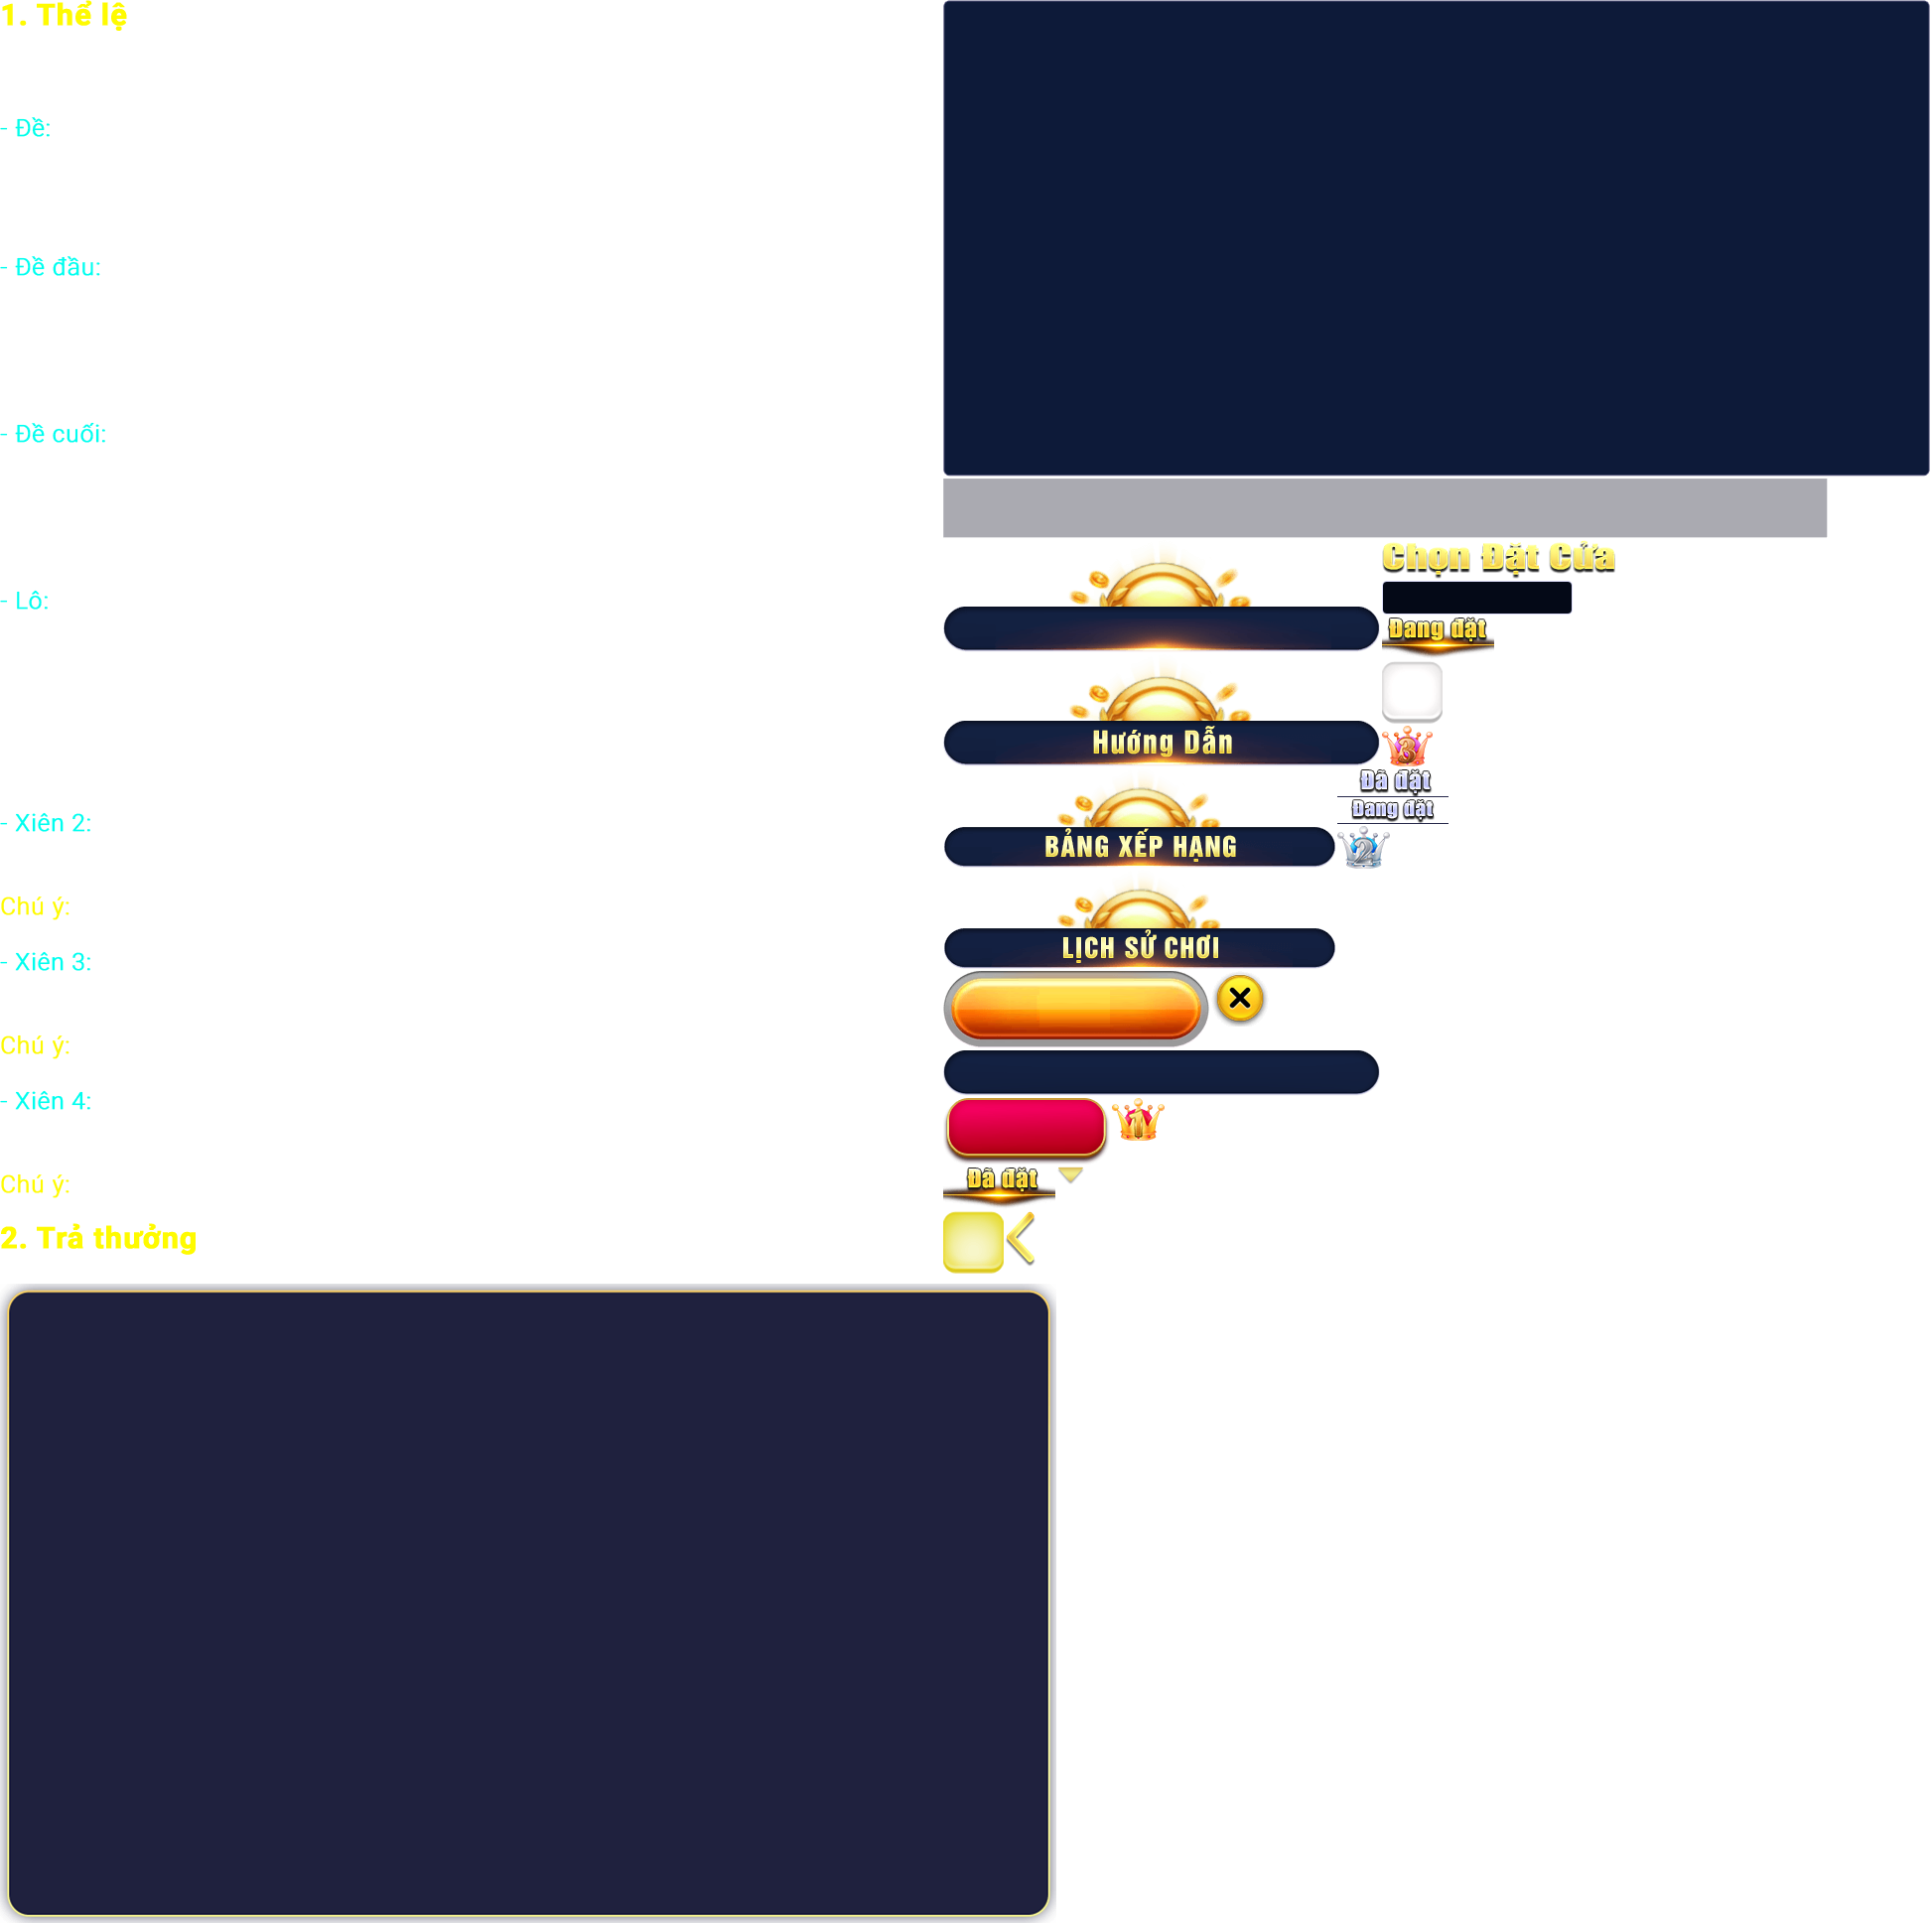 1. Thể lệ
- Đề:
- Đề đầu:
- Đề cuối:
- Lô:
- Xiên 2:
Chú ý:
- Xiên 3:
Chú ý:
- Xiên 4:
Chú ý:
2. Trả thưởng
Chọn Đặt Cửa
Đang đặt
Hướng Dẫn
3
Đã đặt
Đang đặt
BẢNG XẾP HẠNG
2
LỊCH SỬ CHƠI
1
Đã đặt